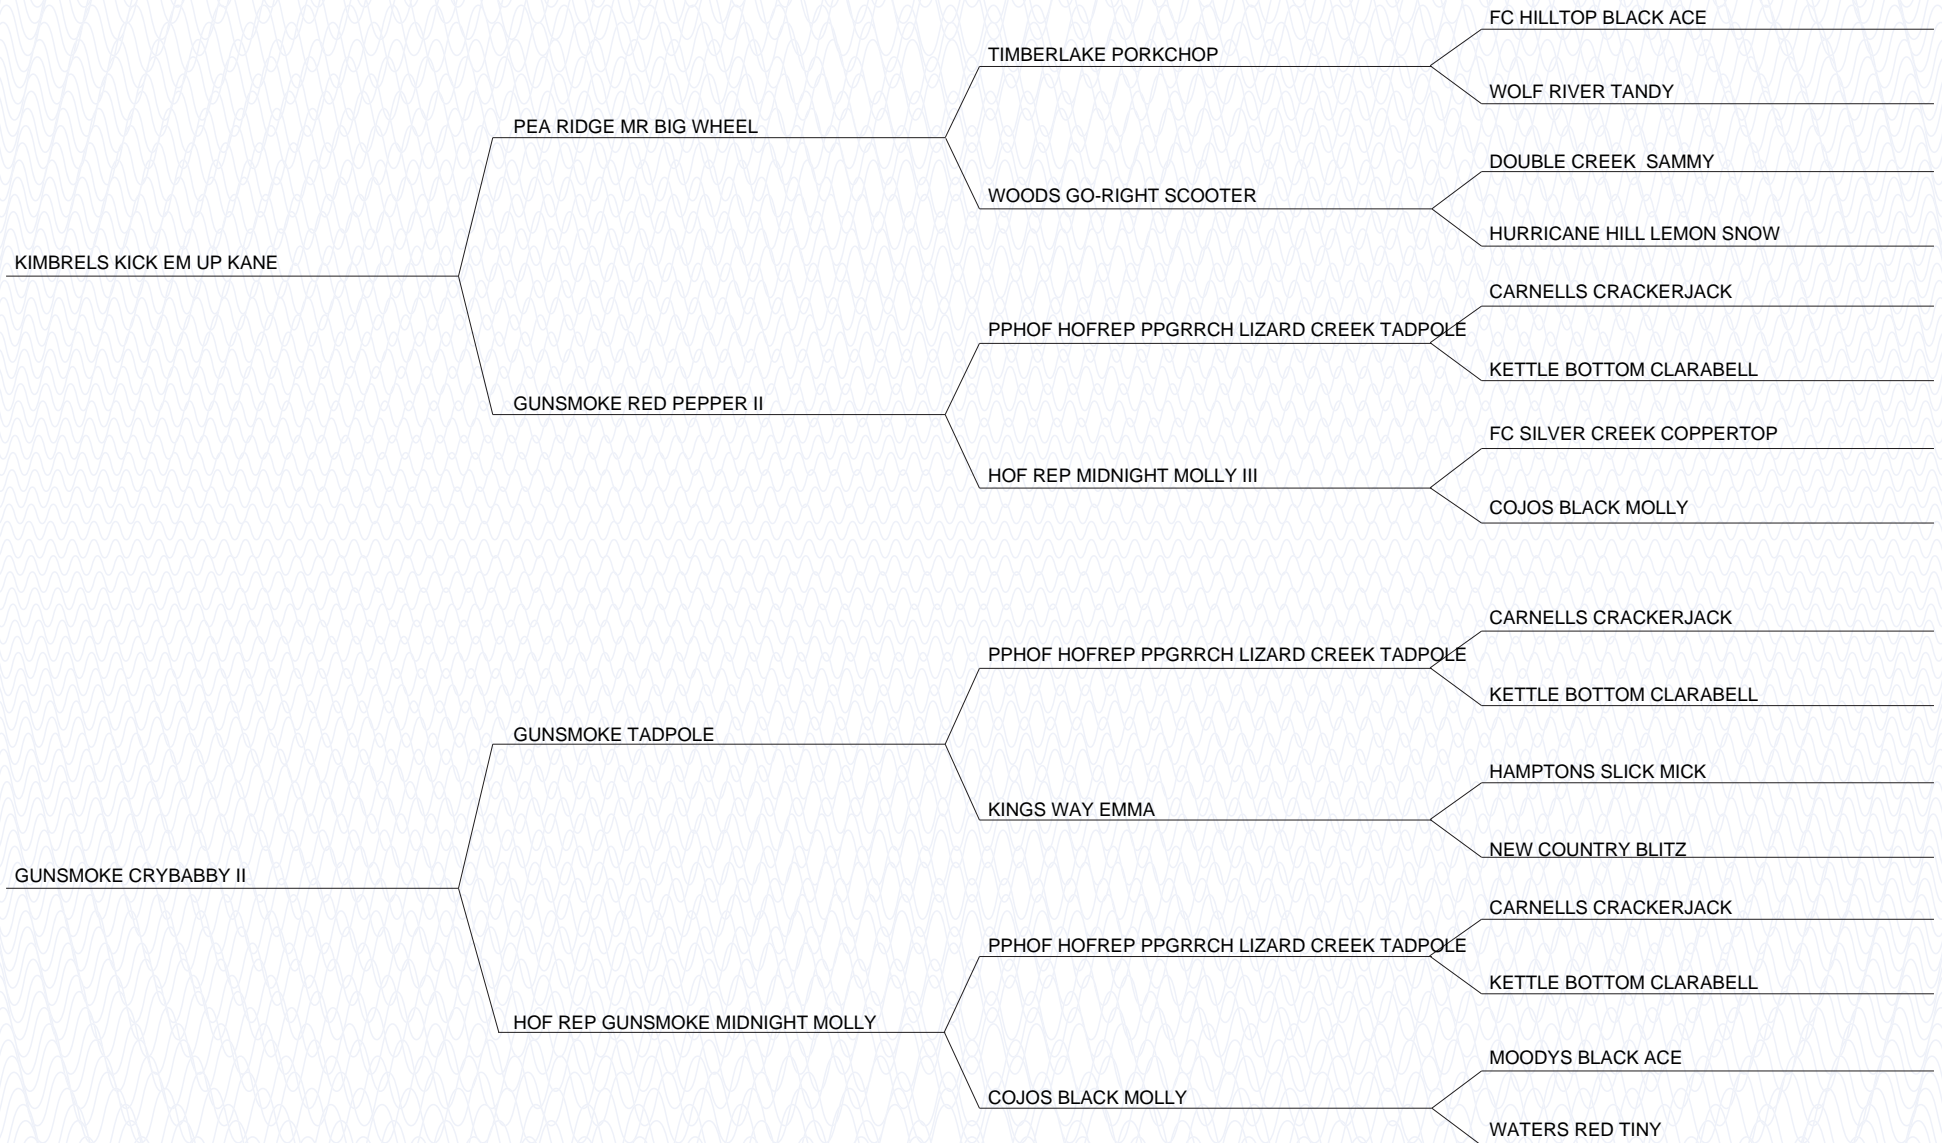 FC HILLTOP BLACK ACE
TIMBERLAKE PORKCHOP
WOLF RIVER TANDY
PEA RIDGE MR BIG WHEEL
DOUBLE CREEK  SAMMY
WOODS GO-RIGHT SCOOTER
HURRICANE HILL LEMON SNOW
KIMBRELS KICK EM UP KANE
CARNELLS CRACKERJACK
PPHOF HOFREP PPGRRCH LIZARD CREEK TADPOLE
KETTLE BOTTOM CLARABELL
GUNSMOKE RED PEPPER II
FC SILVER CREEK COPPERTOP
HOF REP MIDNIGHT MOLLY III
COJOS BLACK MOLLY
CARNELLS CRACKERJACK
PPHOF HOFREP PPGRRCH LIZARD CREEK TADPOLE
KETTLE BOTTOM CLARABELL
GUNSMOKE TADPOLE
HAMPTONS SLICK MICK
KINGS WAY EMMA
NEW COUNTRY BLITZ
GUNSMOKE CRYBABBY II
CARNELLS CRACKERJACK
PPHOF HOFREP PPGRRCH LIZARD CREEK TADPOLE
KETTLE BOTTOM CLARABELL
HOF REP GUNSMOKE MIDNIGHT MOLLY
MOODYS BLACK ACE
COJOS BLACK MOLLY
WATERS RED TINY